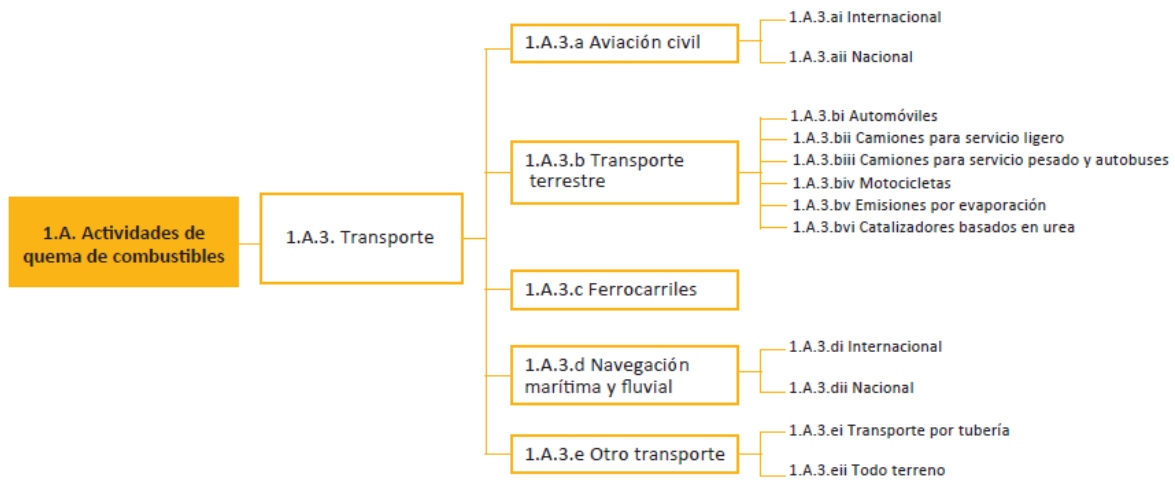 1.A. Actividades de
quema de combustibles
1.A.3. Transporte
1.A.3.a Aviación civil
1.A.3.ai Internacional
1.A.3.aii Nacional
1.A.3.b Transporte
terrestre
1.A.3.bi Automóviles
1.A.3.bii Camiones para servicio ligero
1.A.3.biii Camiones para servicio pesado y autobuses
1.A.3.biv Motocicletas
1.A.3.bv Emisiones por evaporación
1.A.3.bvi Catalizadores basados en urea
1.A.3.c Ferrocarriles
1.A.3.d Navegación
marítima y fluvial
1.A.3.di Internacional
1.A.3.dii Nacional
1.A.3.e Otro transporte
1.A.3.ei Transporte por tubería
1.A.3.eii Todo terreno